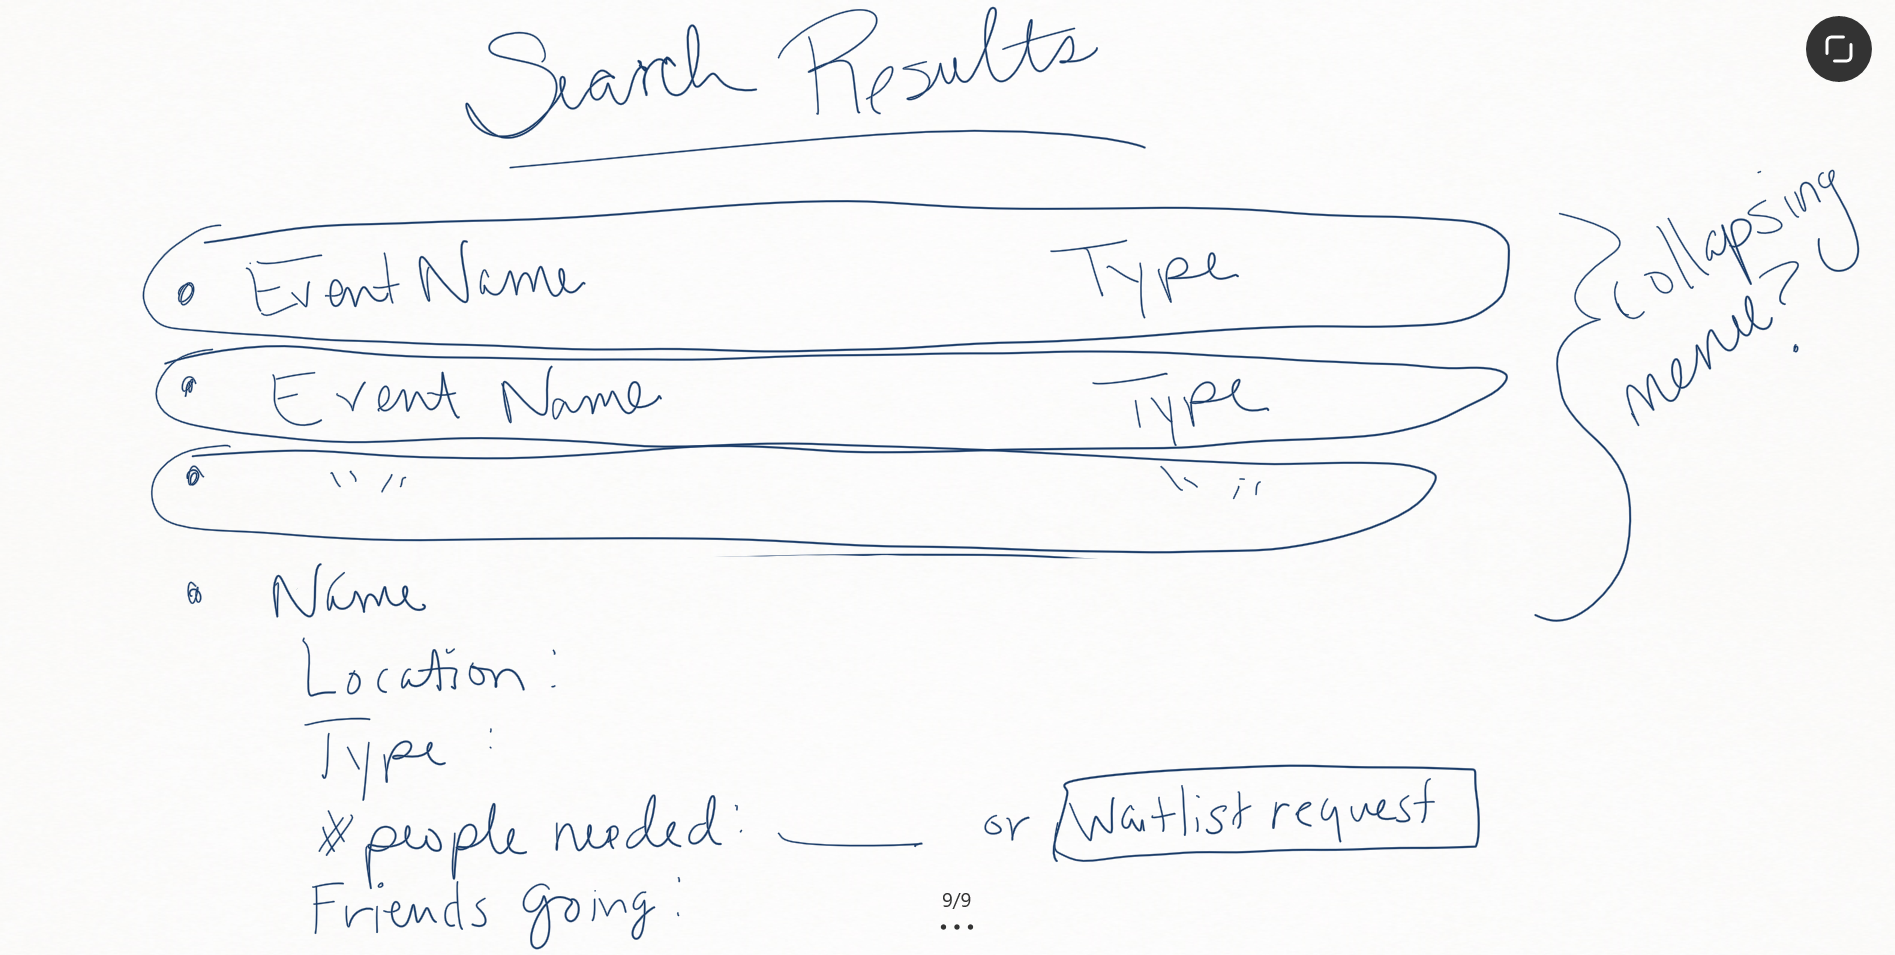 Search Results
• Event Name Type
• Event Name Type
• \\ // \\ //
Collapsing
menu?
• Name
Location:
Type:
# people needed: ____ or Waitlist request
Friends going:
9/9